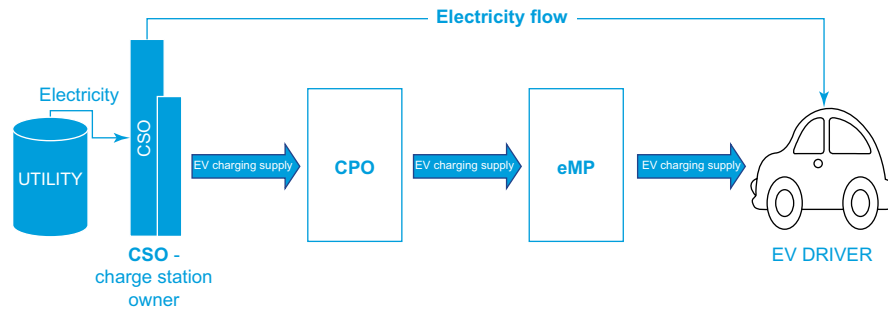 Electricity flow
Electricity
UTILITY
CSO
EV charging supply
CPO
EV charging supply
eMP
EV charging supply
CSO -
charge station
owner
EV DRIVER